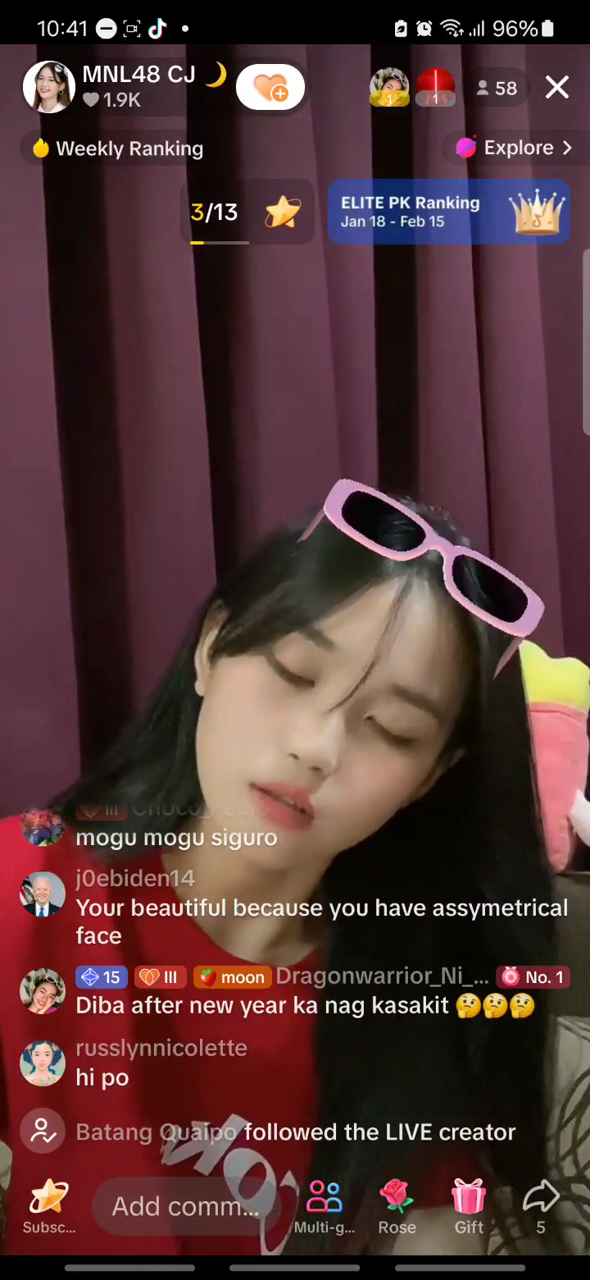 10:41
96%
MNL48 CJ 🌙
1.9K
1
1
58
Weekly Ranking
Explore >
3/13
ELITE PK Ranking
Jan 18 - Feb 15
III
mogu mogu siguro
j0ebiden14
Your beautiful because you have assymetrical
face
15 III moon Dragonwarrior_Ni_... No. 1
Diba after new year ka nag kasakit 🤔🤔🤔
russlynnicolette
hi po
Batang Quaipo followed the LIVE creator
Add comm...
Subsc...
Multi-g...
Rose
Gift
5